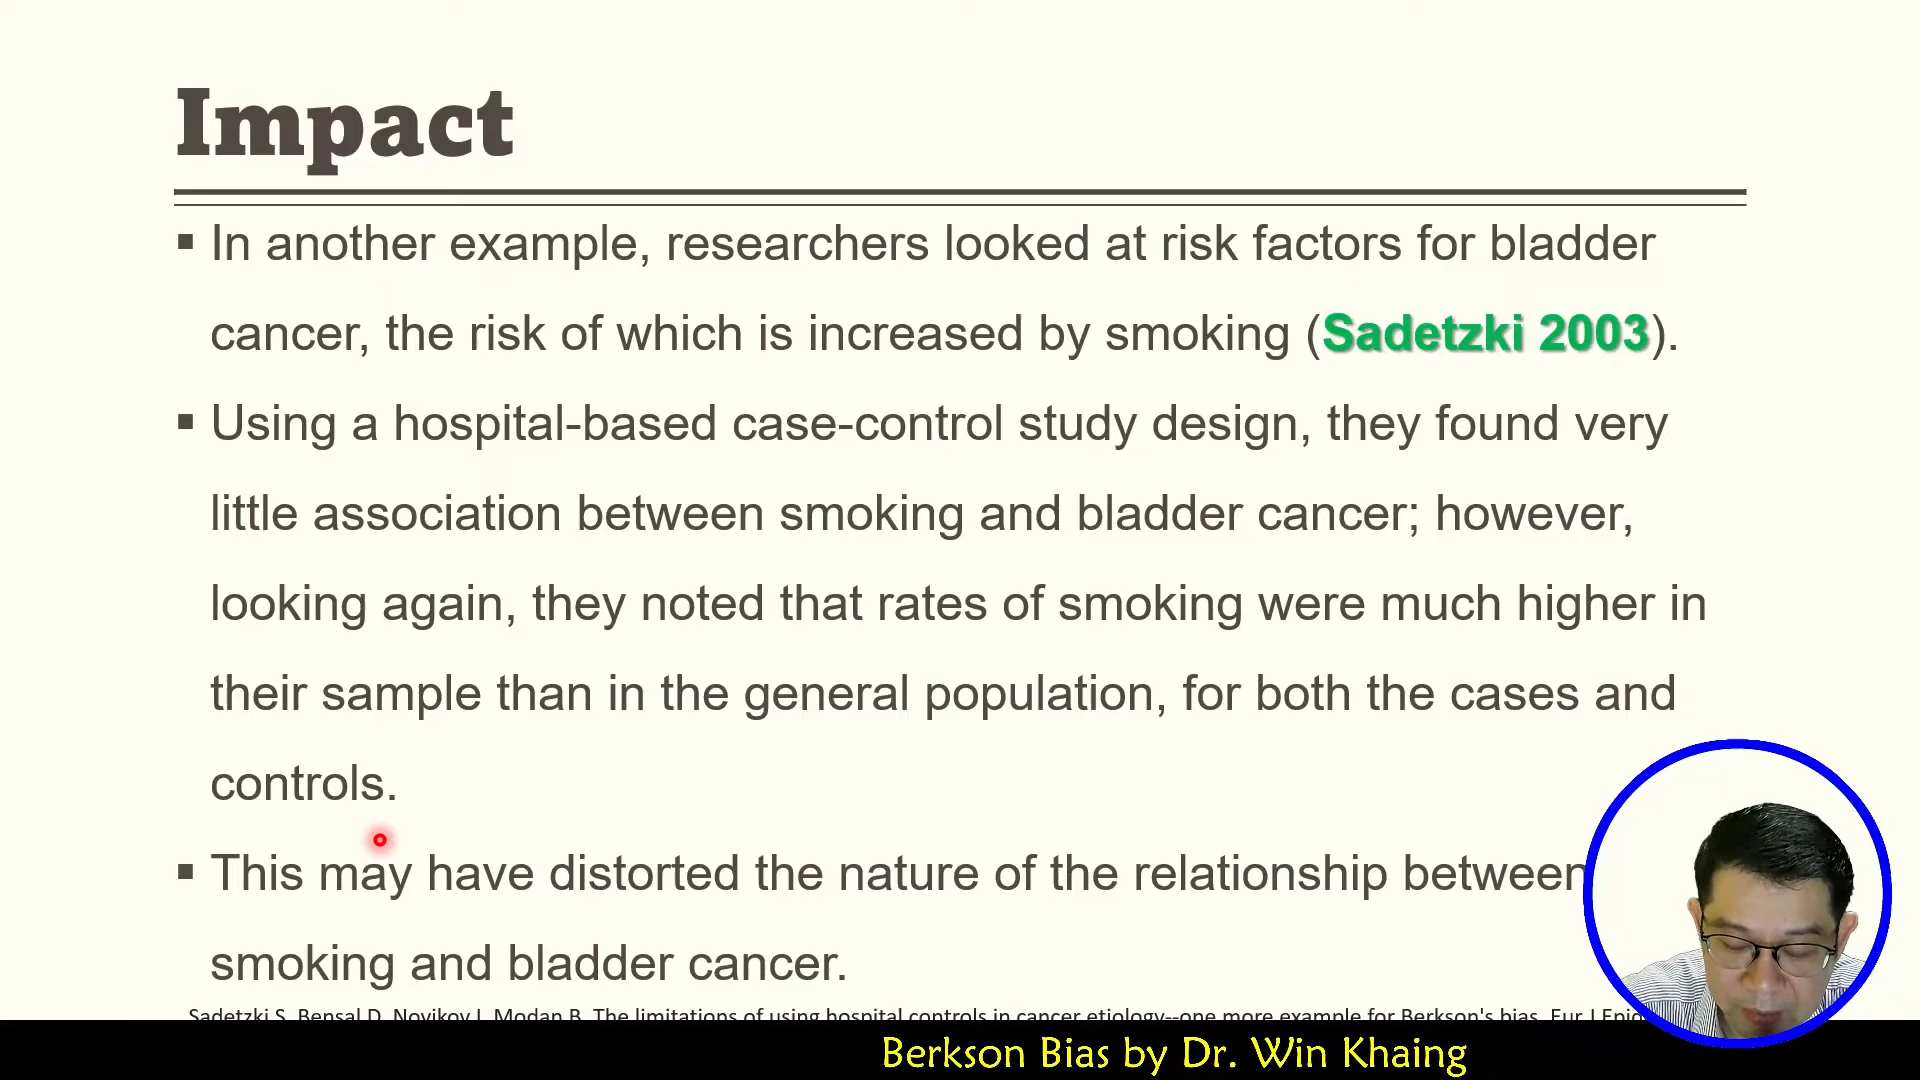 Impact
▪ In another example, researchers looked at risk factors for bladder
cancer, the risk of which is increased by smoking (Sadetzki 2003).
▪ Using a hospital-based case-control study design, they found very
little association between smoking and bladder cancer; however,
looking again, they noted that rates of smoking were much higher in
their sample than in the general population, for both the cases and
controls.
▪ This may have distorted the nature of the relationship between
smoking and bladder cancer.
Sadetzki S, Bensal D, Novikov I, Modan B. The limitations of using hospital controls in cancer etiology--one more example for Berkson's bias. Eur J
Berkson Bias by Dr. Win Khaing